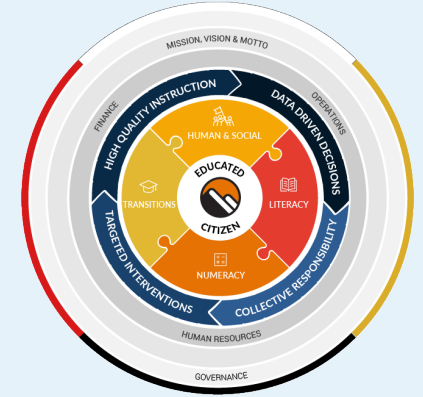 MISSION, VISION & MOTTO
FINANCE
OPERATIONS
HIGH QUALITY INSTRUCTION
DATA DRIVEN DECISIONS
HUMAN & SOCIAL
EDUCATED
TRANSITIONS
LITERACY
CITIZEN
NUMERACY
TARGETED INTERVENTIONS
COLLECTIVE RESPONSIBILITY
HUMAN RESOURCES
GOVERNANCE